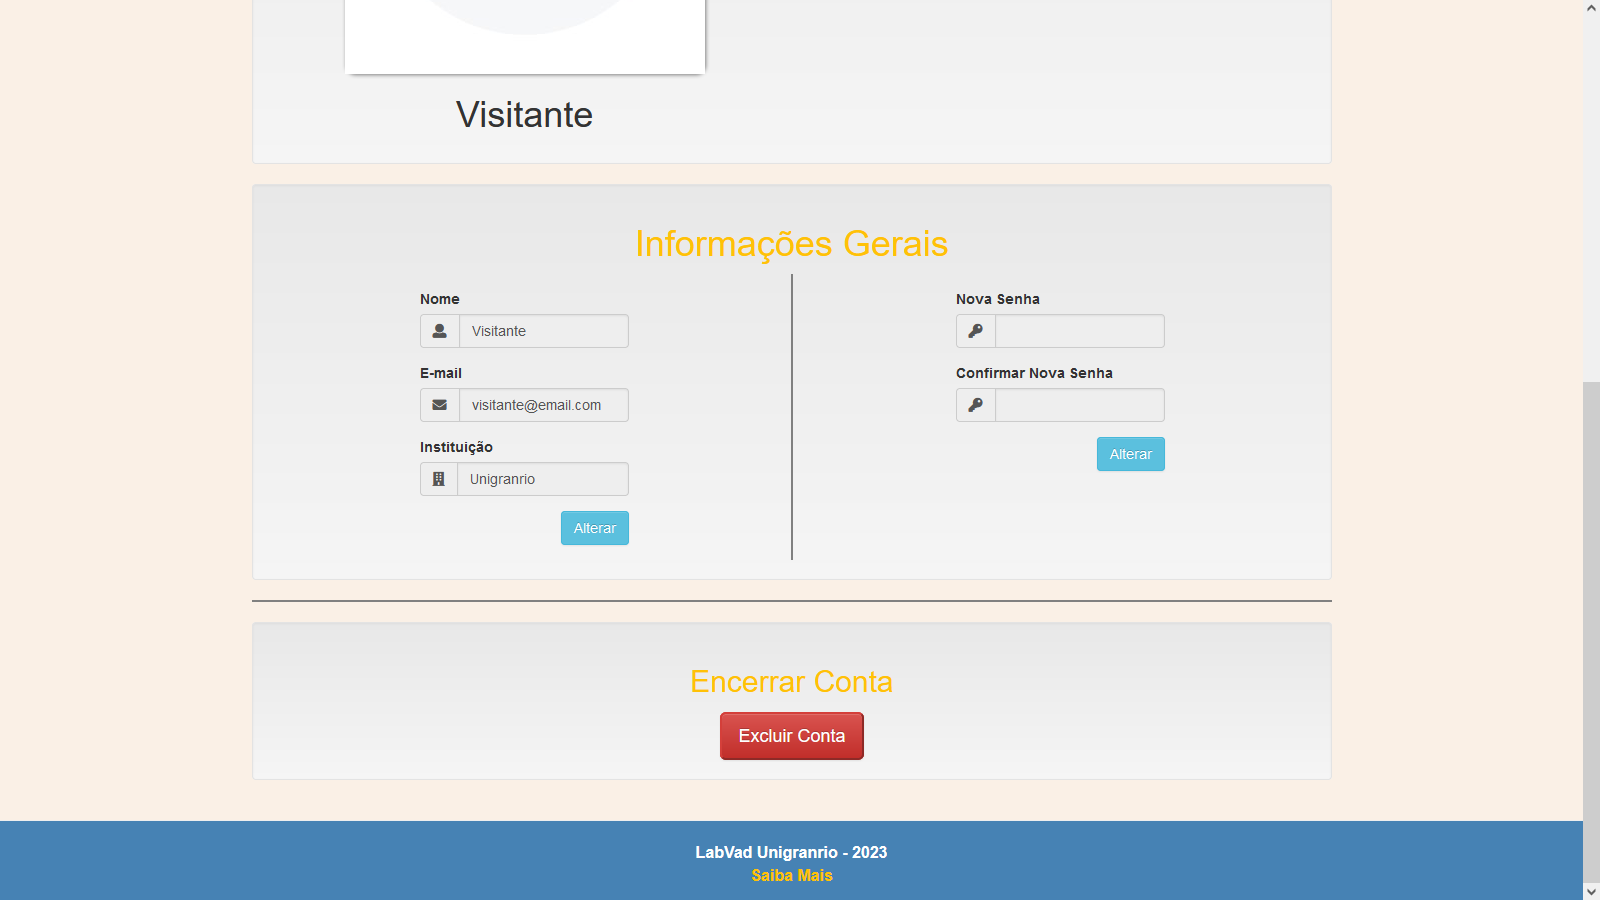 Visitante
Informações Gerais
Nome
Visitante
E-mail
visitante@email.com
Instituição
Unigranrio
Alterar
Nova Senha
Confirmar Nova Senha
Alterar
Encerrar Conta
Excluir Conta
LabVad Unigranrio - 2023
Saiba Mais